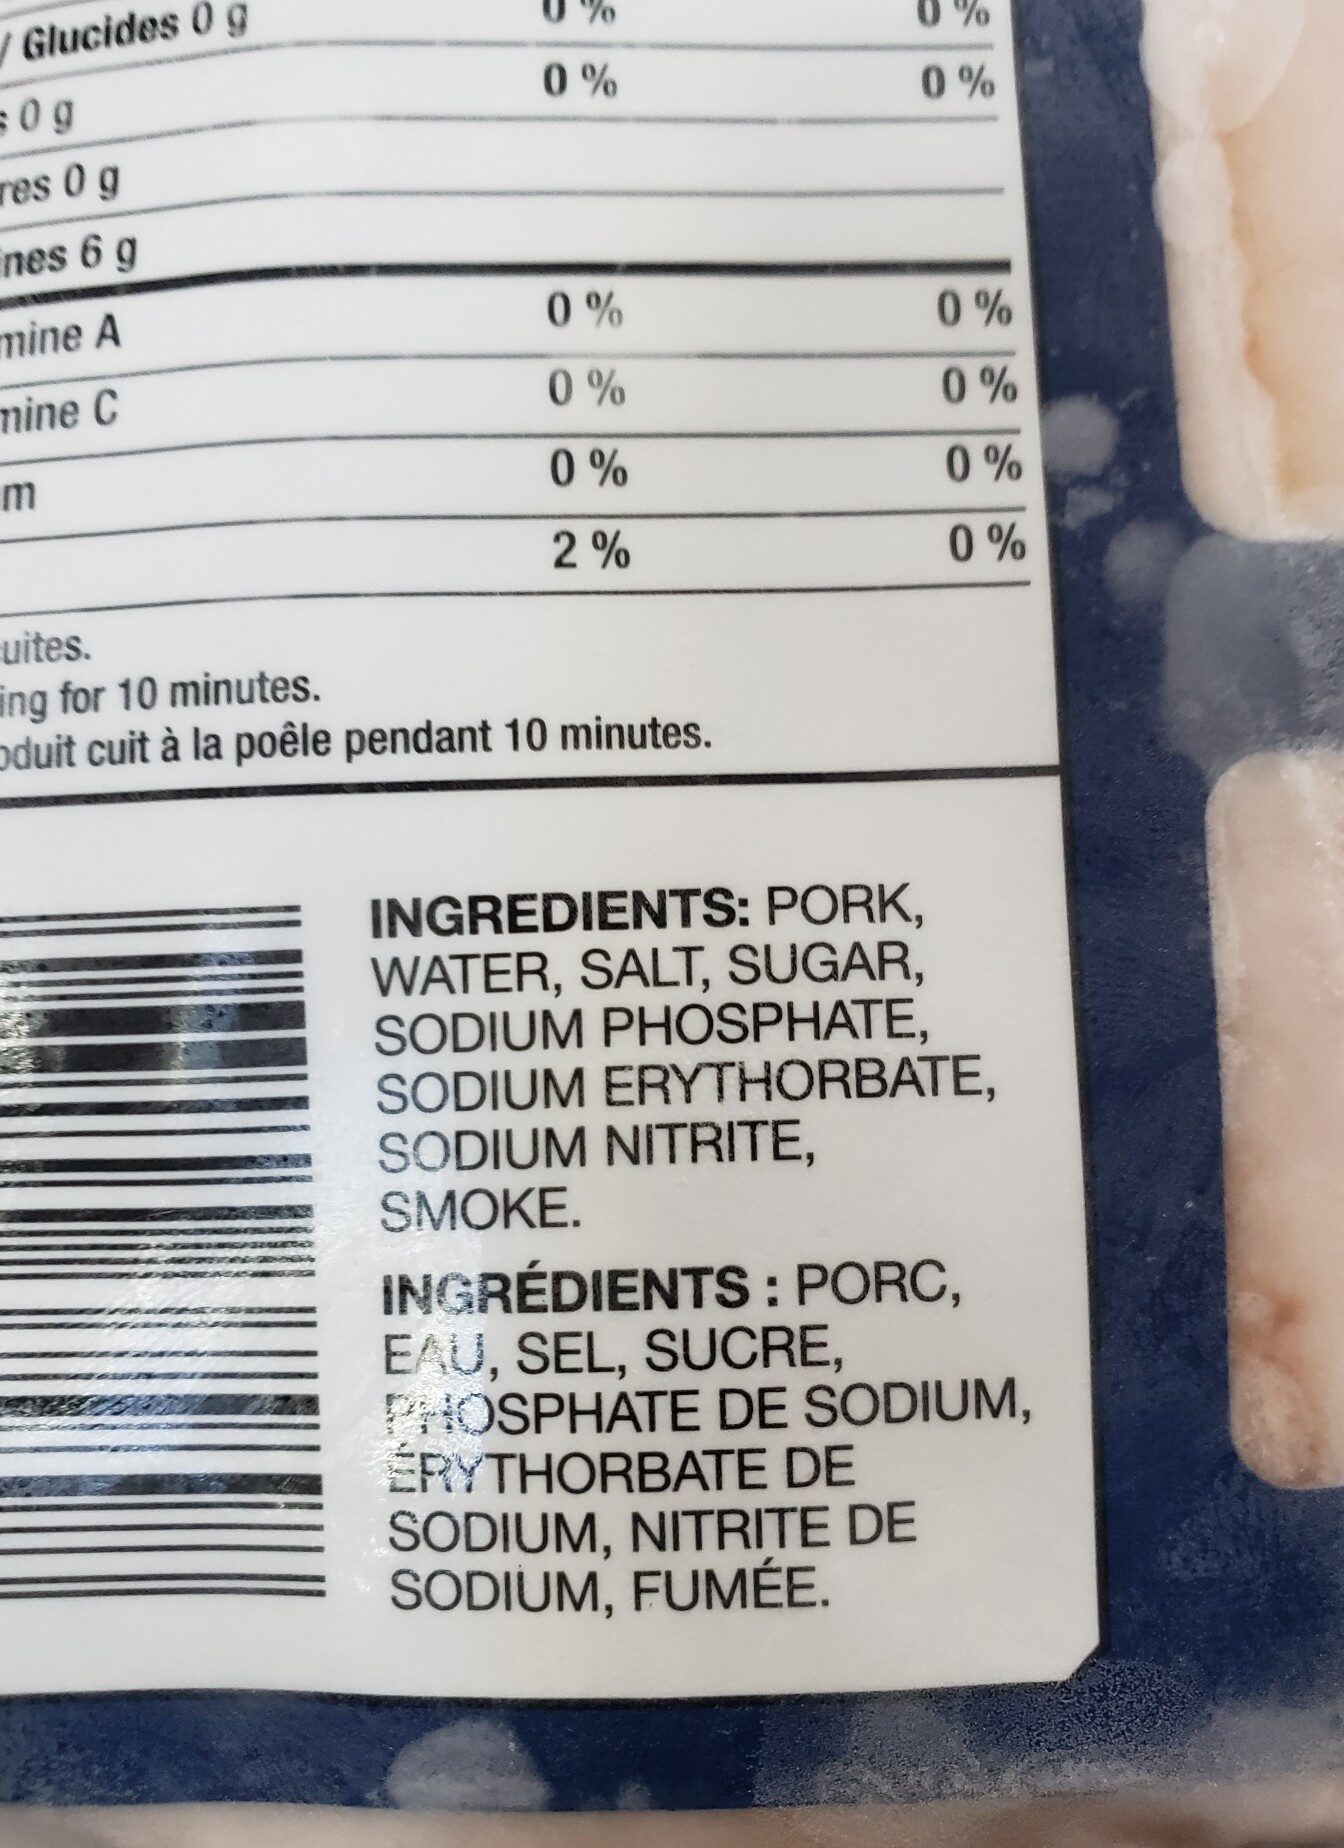 / Glucides 0 g 0 % 0 %
0 g 0 % 0 %
res 0 g
ines 6 g
mine A 0 % 0 %
mine C 0 % 0 %
m 0 % 0 %
2 % 0 %
uites.
ing for 10 minutes.
oduit cuit à la poêle pendant 10 minutes.
INGREDIENTS: PORK,
WATER, SALT, SUGAR,
SODIUM PHOSPHATE,
SODIUM ERYTHORBATE,
SODIUM NITRITE,
SMOKE.
INGRÉDIENTS : PORC,
EAU, SEL, SUCRE,
PHOSPHATE DE SODIUM,
ÉRYTHORBATE DE
SODIUM, NITRITE DE
SODIUM, FUMÉE.